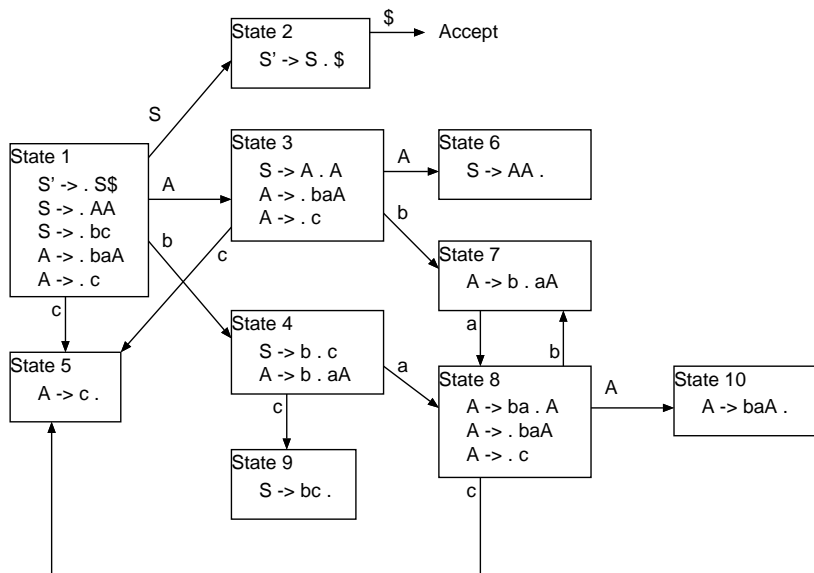 State 2
S' -> S . $
$
Accept
S
State 1
S' -> . S$
S -> . AA
S -> . bc
A -> . baA
A -> . c
A
b
c
State 3
S -> A . A
A -> . baA
A -> . c
A
b
c
State 6
S -> AA .
State 7
A -> b . aA
a
b
State 4
S -> b . c
A -> b . aA
a
c
State 5
A -> c .
State 8
A -> ba . A
A -> . baA
A -> . c
A
c
State 10
A -> baA .
State 9
S -> bc .